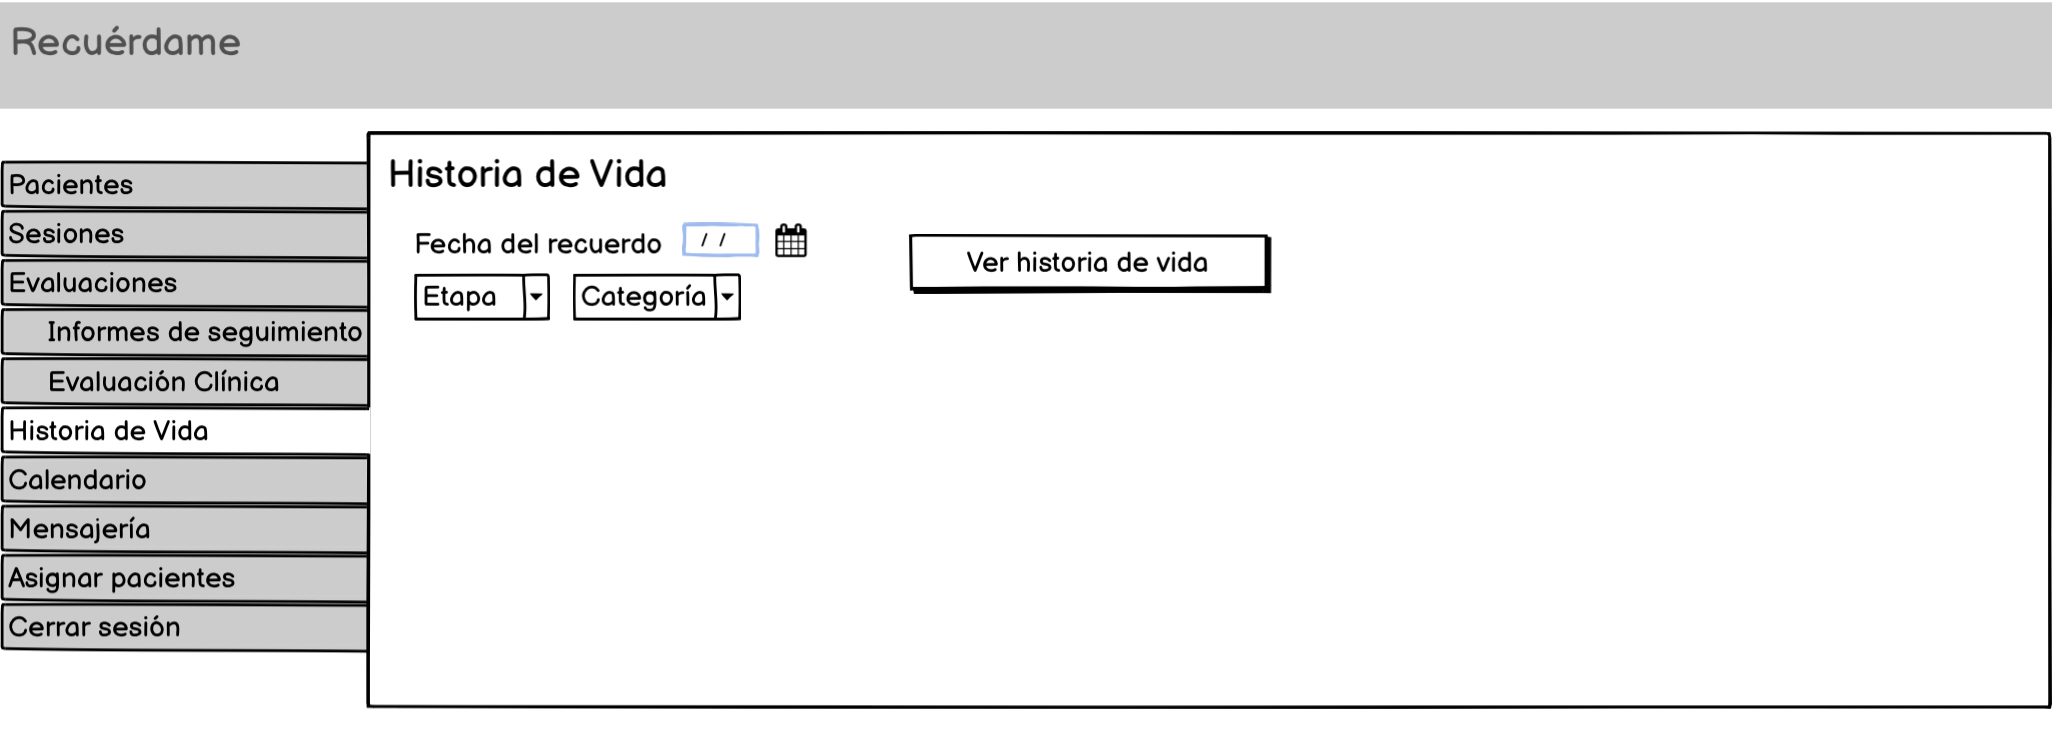 Recuérdame
Pacientes
Sesiones
Evaluaciones
Informes de seguimiento
Evaluación Clínica
Historia de Vida
Calendario
Mensajería
Asignar pacientes
Cerrar sesión
Historia de Vida
Fecha del recuerdo / /
Etapa Categoría
Ver historia de vida